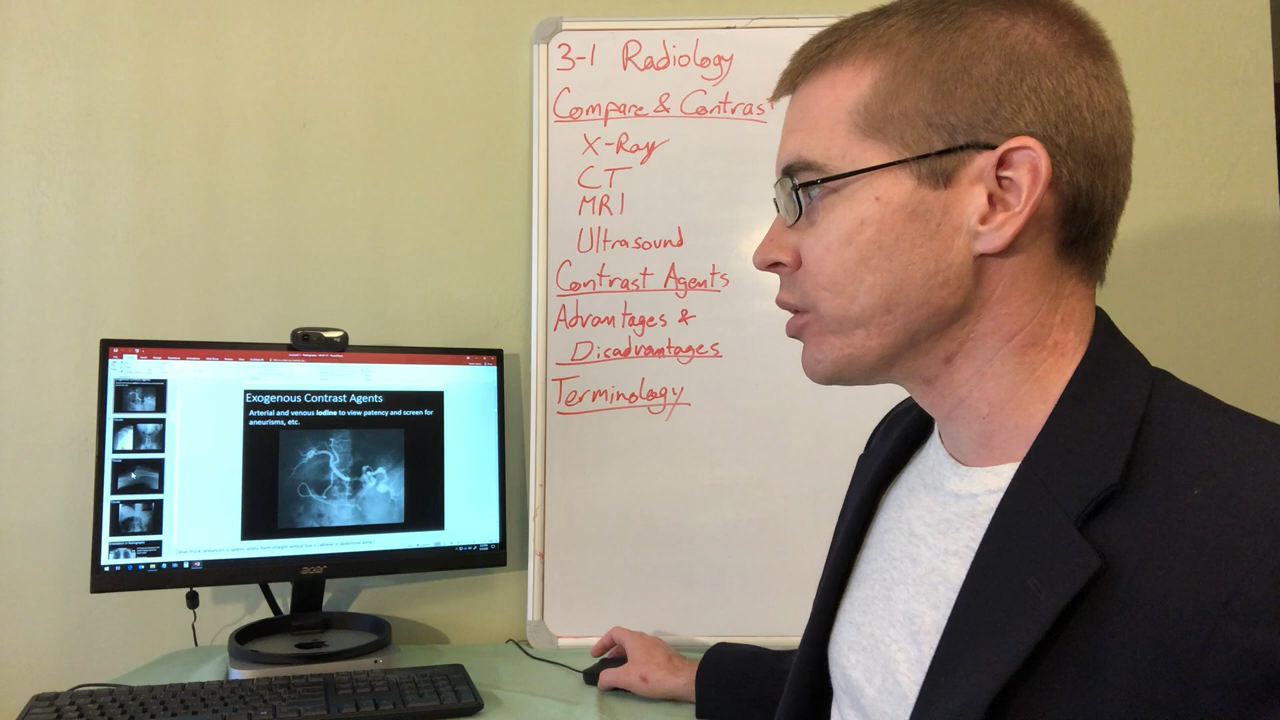 3-1 Radiology
Compare & Contrast
X-Ray
CT
MRI
Ultrasound
Contrast Agents
Advantages &
Disadvantages
Terminology
Exogenous Contrast Agents
Arterial and venous iodine to view patency and screen for
aneurisms, etc.
acer